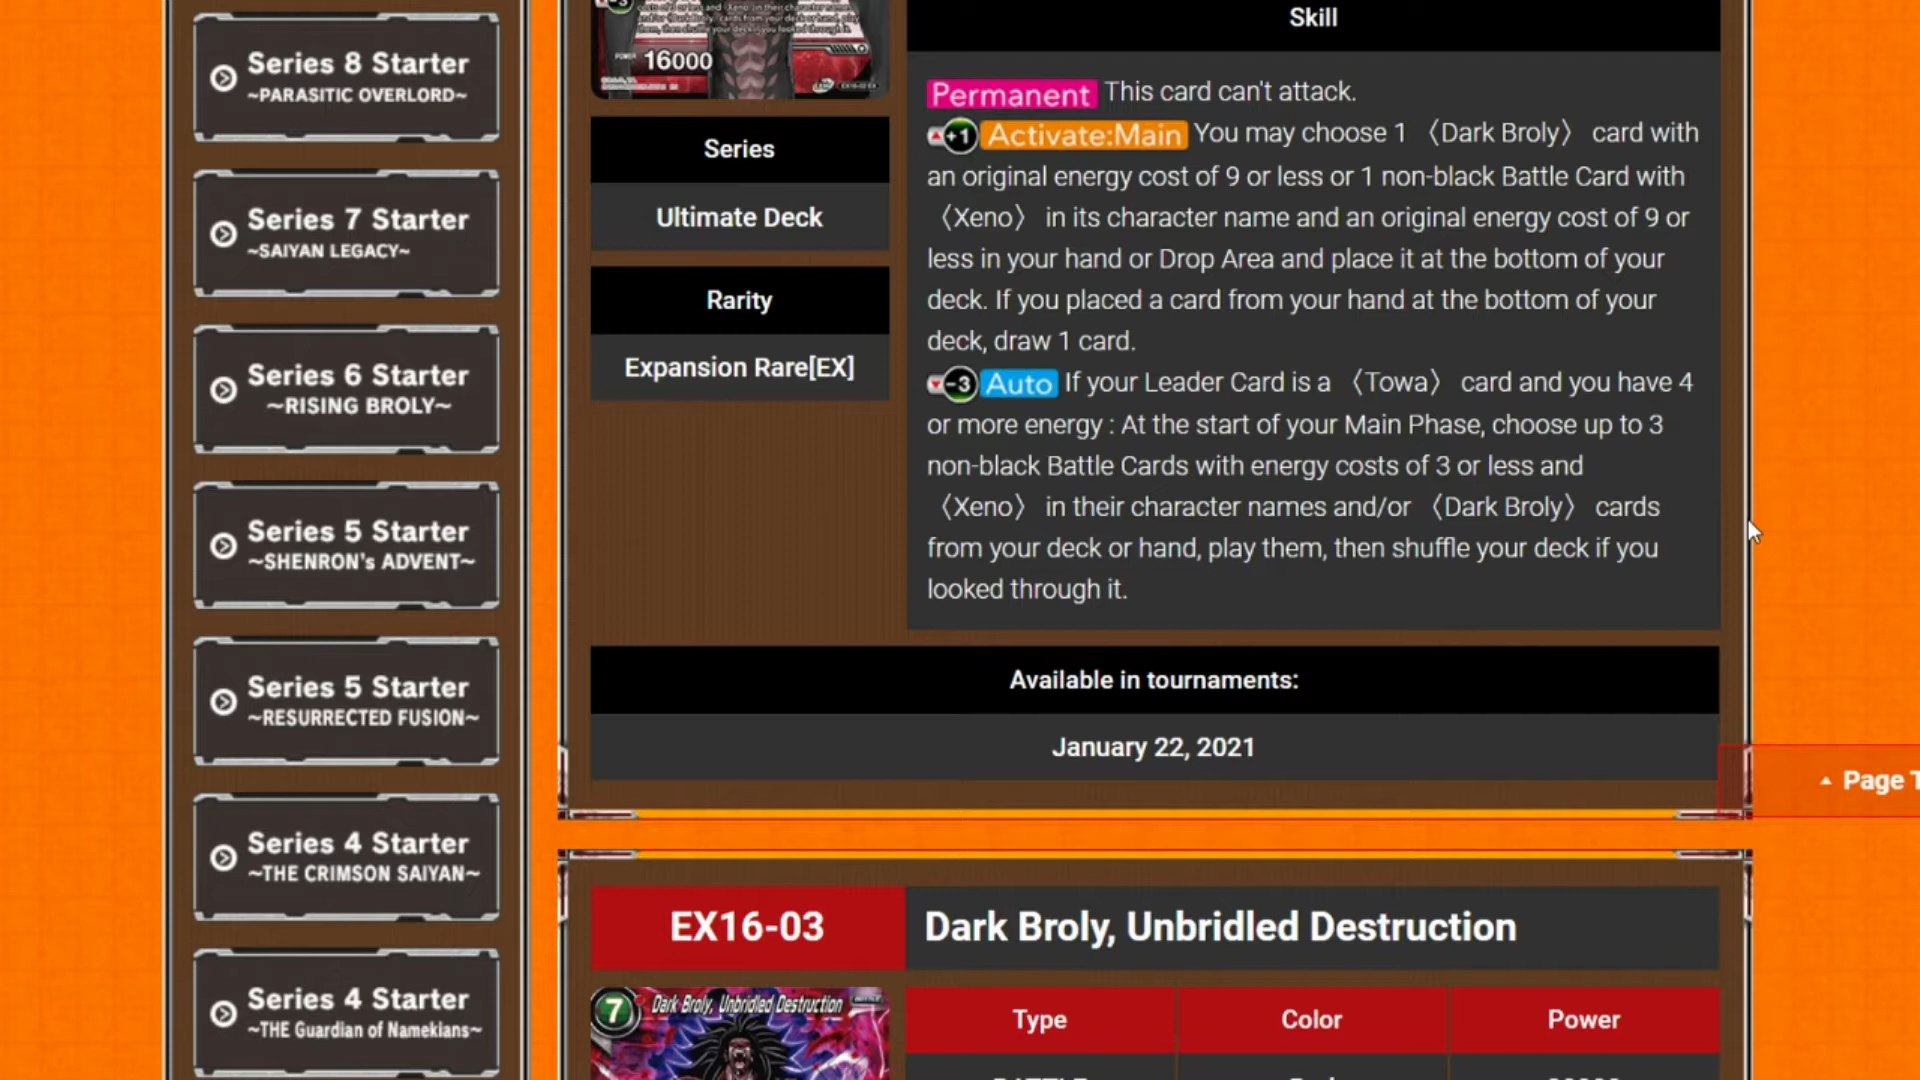 Series 8 Starter
~PARASITIC OVERLORD~
Series 7 Starter
~SAIYAN LEGACY~
Series 6 Starter
~RISING BROLY~
Series 5 Starter
~SHENRON's ADVENT~
Series 5 Starter
~RESURRECTED FUSION~
Series 4 Starter
~THE CRIMSON SAIYAN~
Series 4 Starter
~THE Guardian of Namekians~
POWER 16000
Series
Ultimate Deck
Rarity
Expansion Rare[EX]
Skill
Permanent This card can't attack.
+1 Activate:Main You may choose 1 〈Dark Broly〉 card with
an original energy cost of 9 or less or 1 non-black Battle Card with
〈Xeno〉 in its character name and an original energy cost of 9 or
less in your hand or Drop Area and place it at the bottom of your
deck. If you placed a card from your hand at the bottom of your
deck, draw 1 card.
-3 Auto If your Leader Card is a 〈Towa〉 card and you have 4
or more energy : At the start of your Main Phase, choose up to 3
non-black Battle Cards with energy costs of 3 or less and
〈Xeno〉 in their character names and/or 〈Dark Broly〉 cards
from your deck or hand, play them, then shuffle your deck if you
looked through it.
Available in tournaments:
January 22, 2021
Page
EX16-03
Dark Broly, Unbridled Destruction
7 Dark Broly, Unbridled Destruction
Type
Color
Power